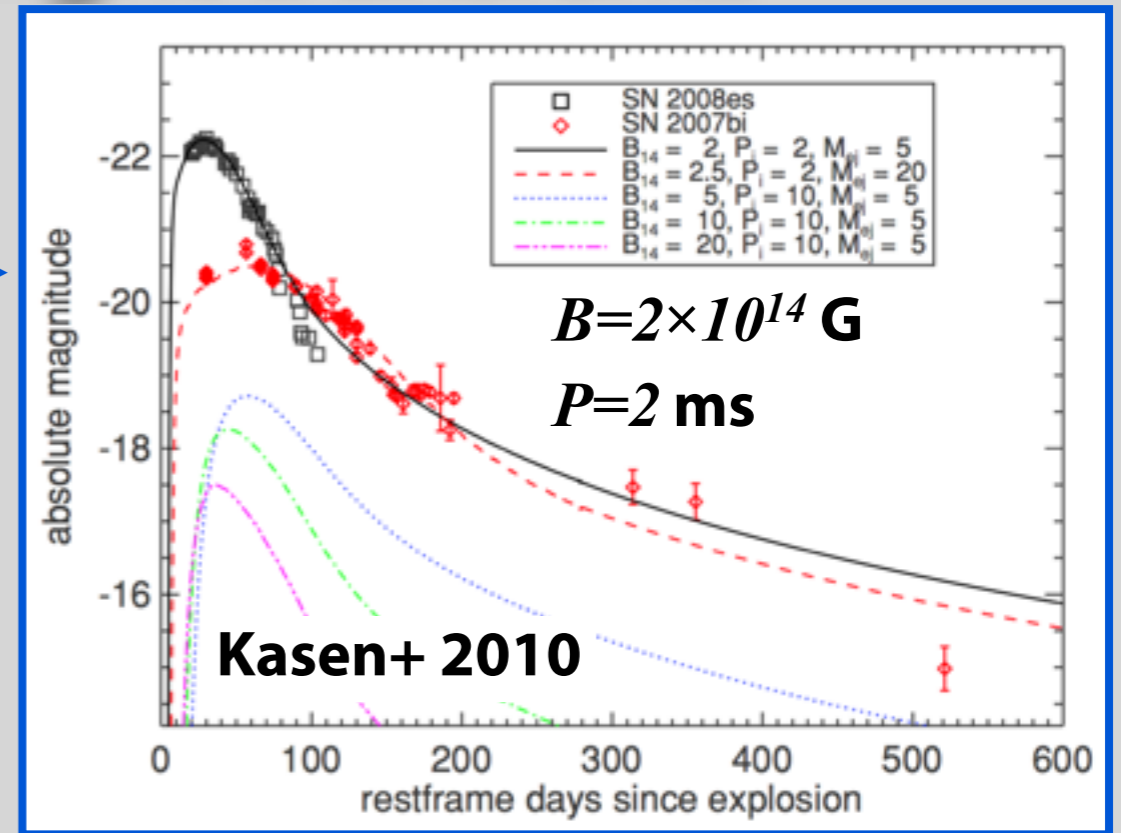 SN 2008es
SN 2007bi
B14 = 2, Pi = 2, Mej = 5
B14 = 2.5, Pi = 2, Mej = 20
B14 = 5, Pi = 10, Mej = 5
B14 = 10, Pi = 10, Mej = 5
B14 = 20, Pi = 10, Mej = 5
-22
-20
-18
-16
absolute magnitude
B=2×10¹⁴ G
P=2 ms
Kasen+ 2010
0 100 200 300 400 500 600
restframe days since explosion